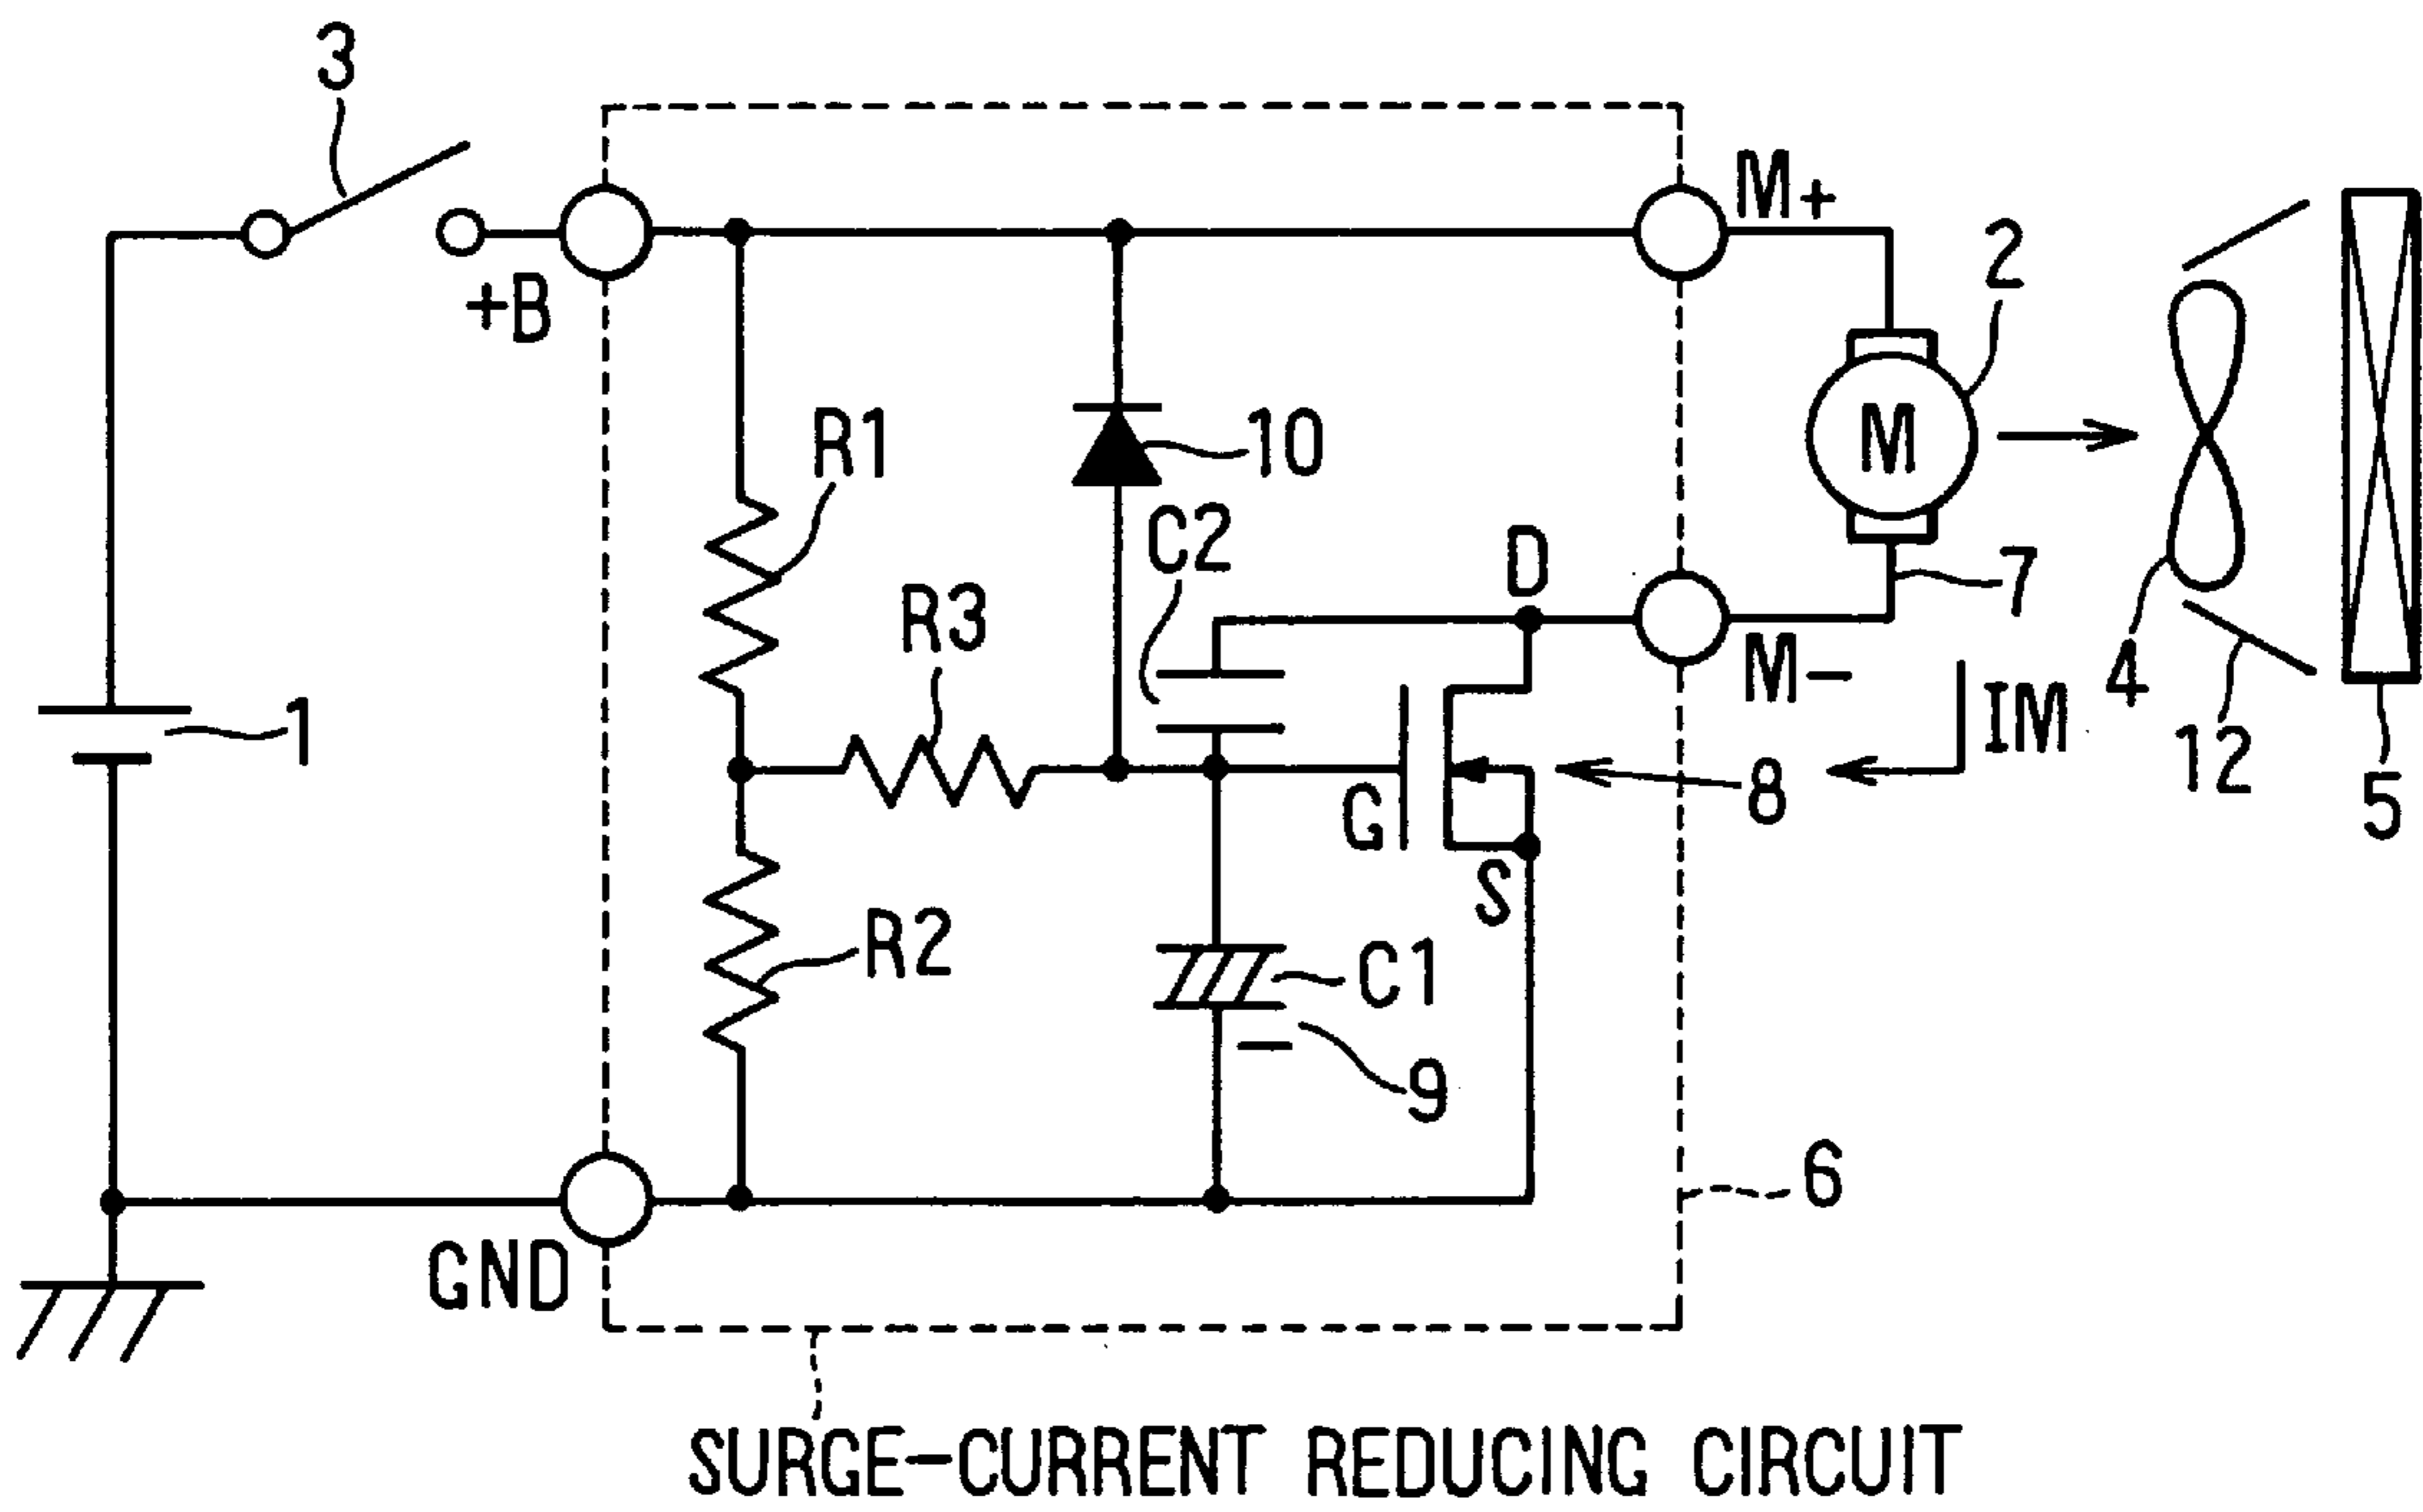 3
M+
2
+B
R1
10
C2
D
7
R3
M-
4
IM
1
12
G
8
5
S
R2
C1
9
6
GND
M
SURGE-CURRENT REDUCING CIRCUIT